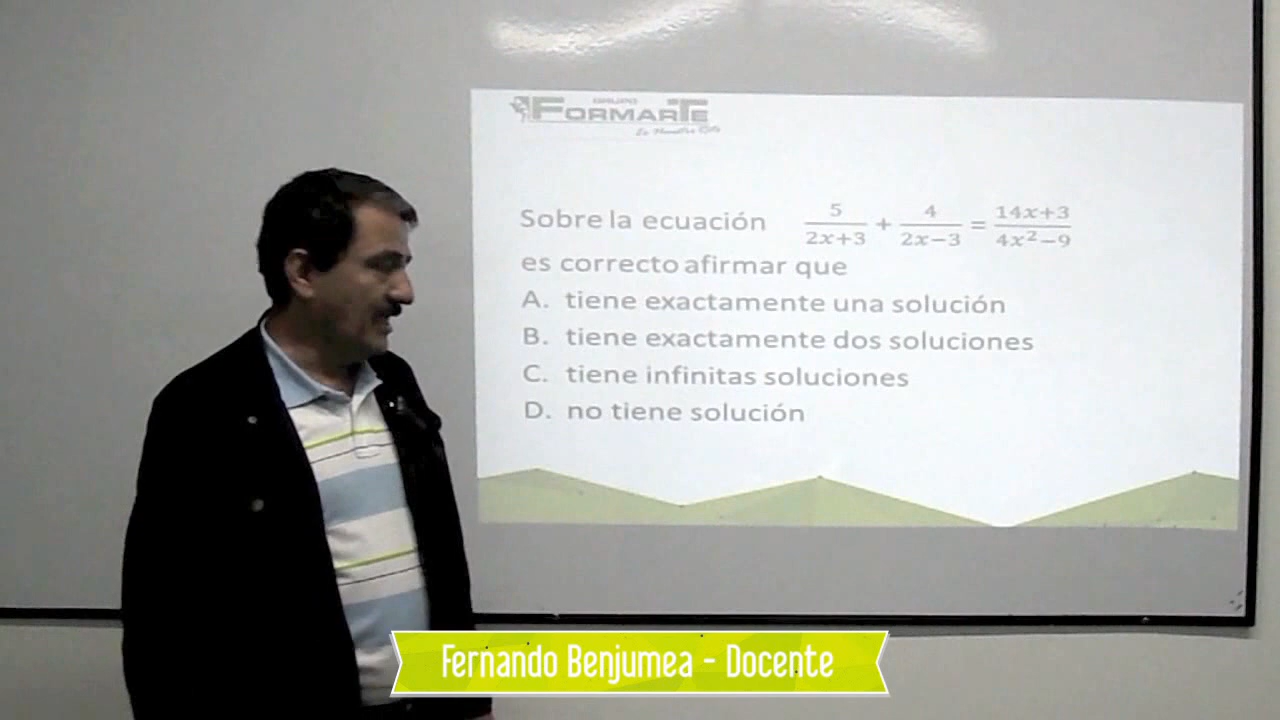 GRUPO
FORMARTE
Sobre la ecuación 5/(2x+3) + 4/(2x−3) = (14x+3)/(4x²−9)
es correcto afirmar que
A. tiene exactamente una solución
B. tiene exactamente dos soluciones
C. tiene infinitas soluciones
D. no tiene solución
Fernando Benjumea - Docente